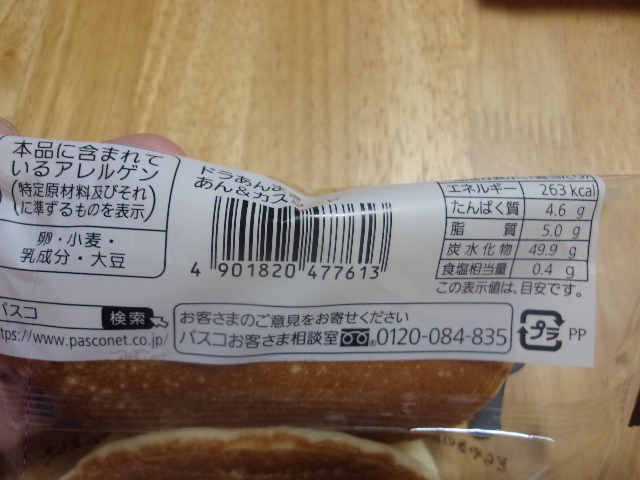 本品に含まれて
いるアレルゲン
(特定原材料及びそれ
に準ずるものを表示)
卵・小麦・
乳成分・大豆
あん&カス
4 901820 477613
エネルギー 263 kcal
たんぱく質 4.6 g
脂質 5.0 g
炭水化物 49.9 g
食塩相当量 0.4 g
この表示値は、目安です。
パスコ 検索
ttps://www.pasconet.co.jp/
お客さまのご意見をお寄せください
パスコお客さま相談室 0120-084-835
プラ PP